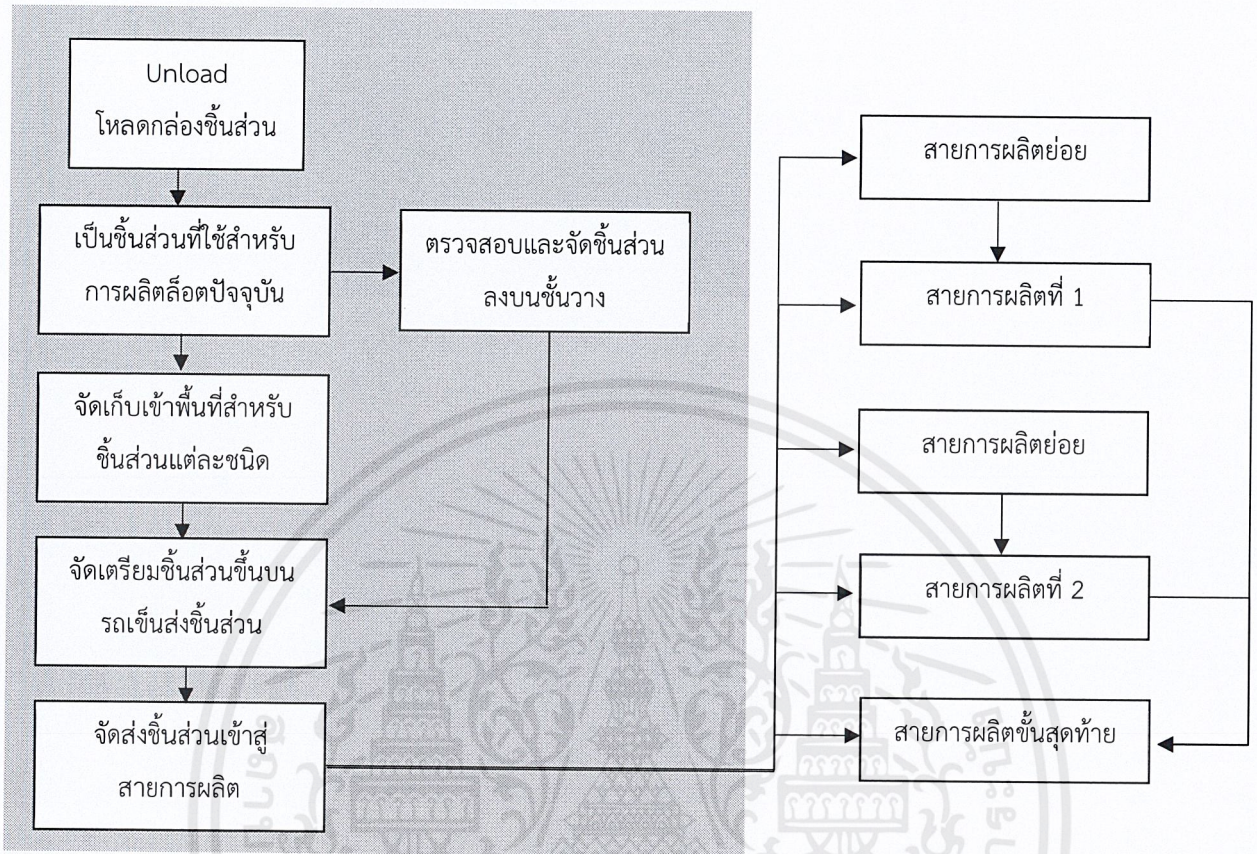 Unload
โหลดกล่องชิ้นส่วน
เป็นชิ้นส่วนที่ใช้สำหรับ
การผลิตล็อตปัจจุบัน
ตรวจสอบและจัดชิ้นส่วน
ลงบนชั้นวาง
จัดเก็บเข้าพื้นที่สำหรับ
ชิ้นส่วนแต่ละชนิด
จัดเตรียมชิ้นส่วนขึ้นบน
รถเข็นส่งชิ้นส่วน
จัดส่งชิ้นส่วนเข้าสู่
สายการผลิต
สายการผลิตย่อย
สายการผลิตที่ 1
สายการผลิตย่อย
สายการผลิตที่ 2
สายการผลิตขั้นสุดท้าย